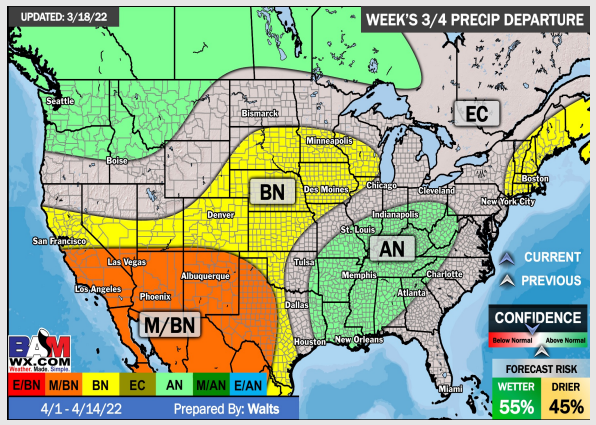 UPDATED: 3/18/22
WEEK'S 3/4 PRECIP DEPARTURE
Seattle
Bismarck
EC
Minneapolis
Boise
BN
Des Moines
Chicago
Cleveland
Boston
New York City
Denver
Indianapolis
San Francisco
St. Louis
AN
Las Vegas
Tulsa
CURRENT
Albuquerque
Memphis
Charlotte
PREVIOUS
Los Angeles
Phoenix
Atlanta
Dallas
M/BN
CONFIDENCE
Houston
New Orleans
Below Normal
Above Normal
BAM
WX.COM
Weather. Made. Simple.
FORECAST RISK
E/BN M/BN BN EC AN M/AN E/AN
Miami
WETTER
DRIER
4/1 - 4/14/22
Prepared By: Walts
55%
45%